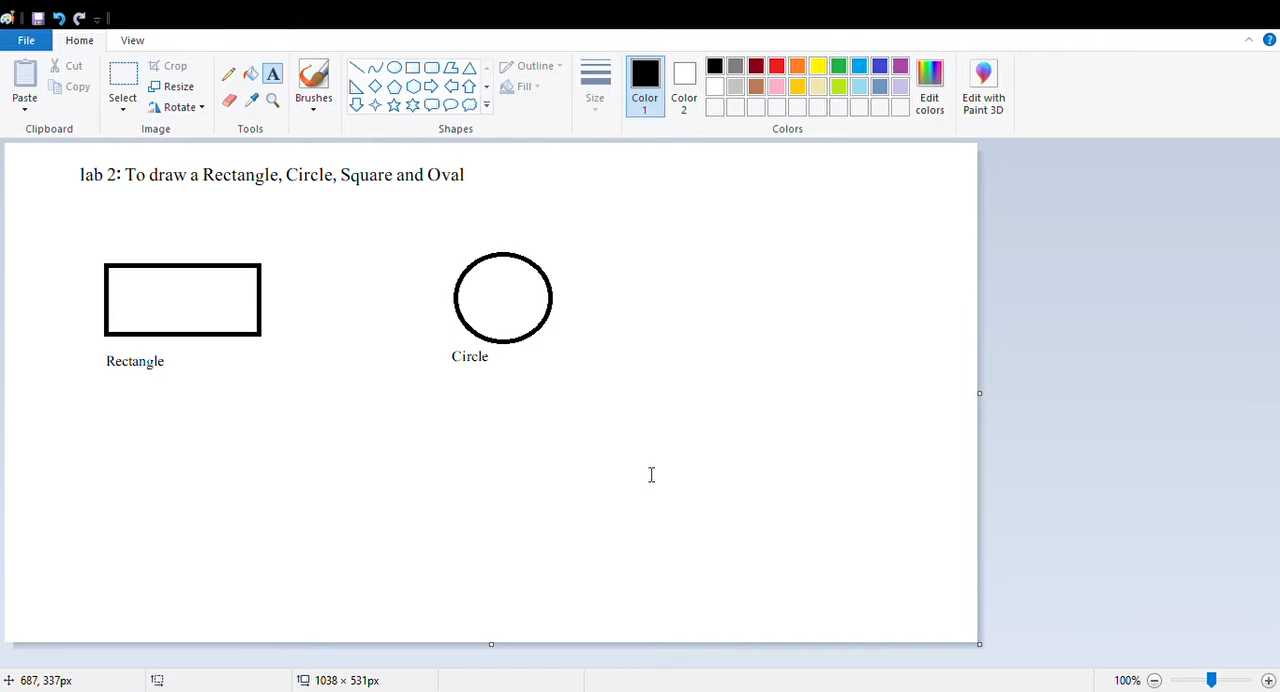 File Home View
Paste
Cut
Copy
Clipboard
Select
Crop
Resize
Rotate
Image
A
Tools
Brushes
Outline
Fill
Shapes
Size
Color 1
Color 2
Edit colors
Colors
Edit with Paint 3D
?
lab 2: To draw a Rectangle, Circle, Square and Oval
Rectangle
Circle
687, 337px
1038 × 531px
100%